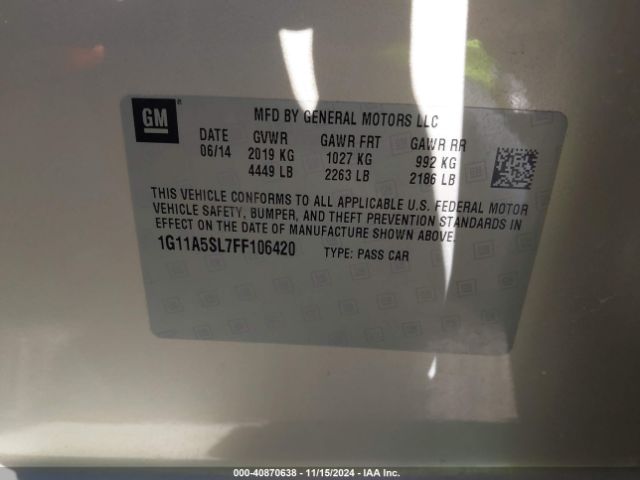 GM ®
MFD BY GENERAL MOTORS LLC
DATE GVWR GAWR FRT GAWR RR
06/14 2019 KG 1027 KG 992 KG
4449 LB 2263 LB 2186 LB
THIS VEHICLE CONFORMS TO ALL APPLICABLE U.S. FEDERAL MOTOR
VEHICLE SAFETY, BUMPER, AND THEFT PREVENTION STANDARDS IN
EFFECT ON THE DATE OF MANUFACTURE SHOWN ABOVE.
1G11A5SL7FF106420 TYPE: PASS CAR
000-40870638 - 11/15/2024 - IAAI.COM